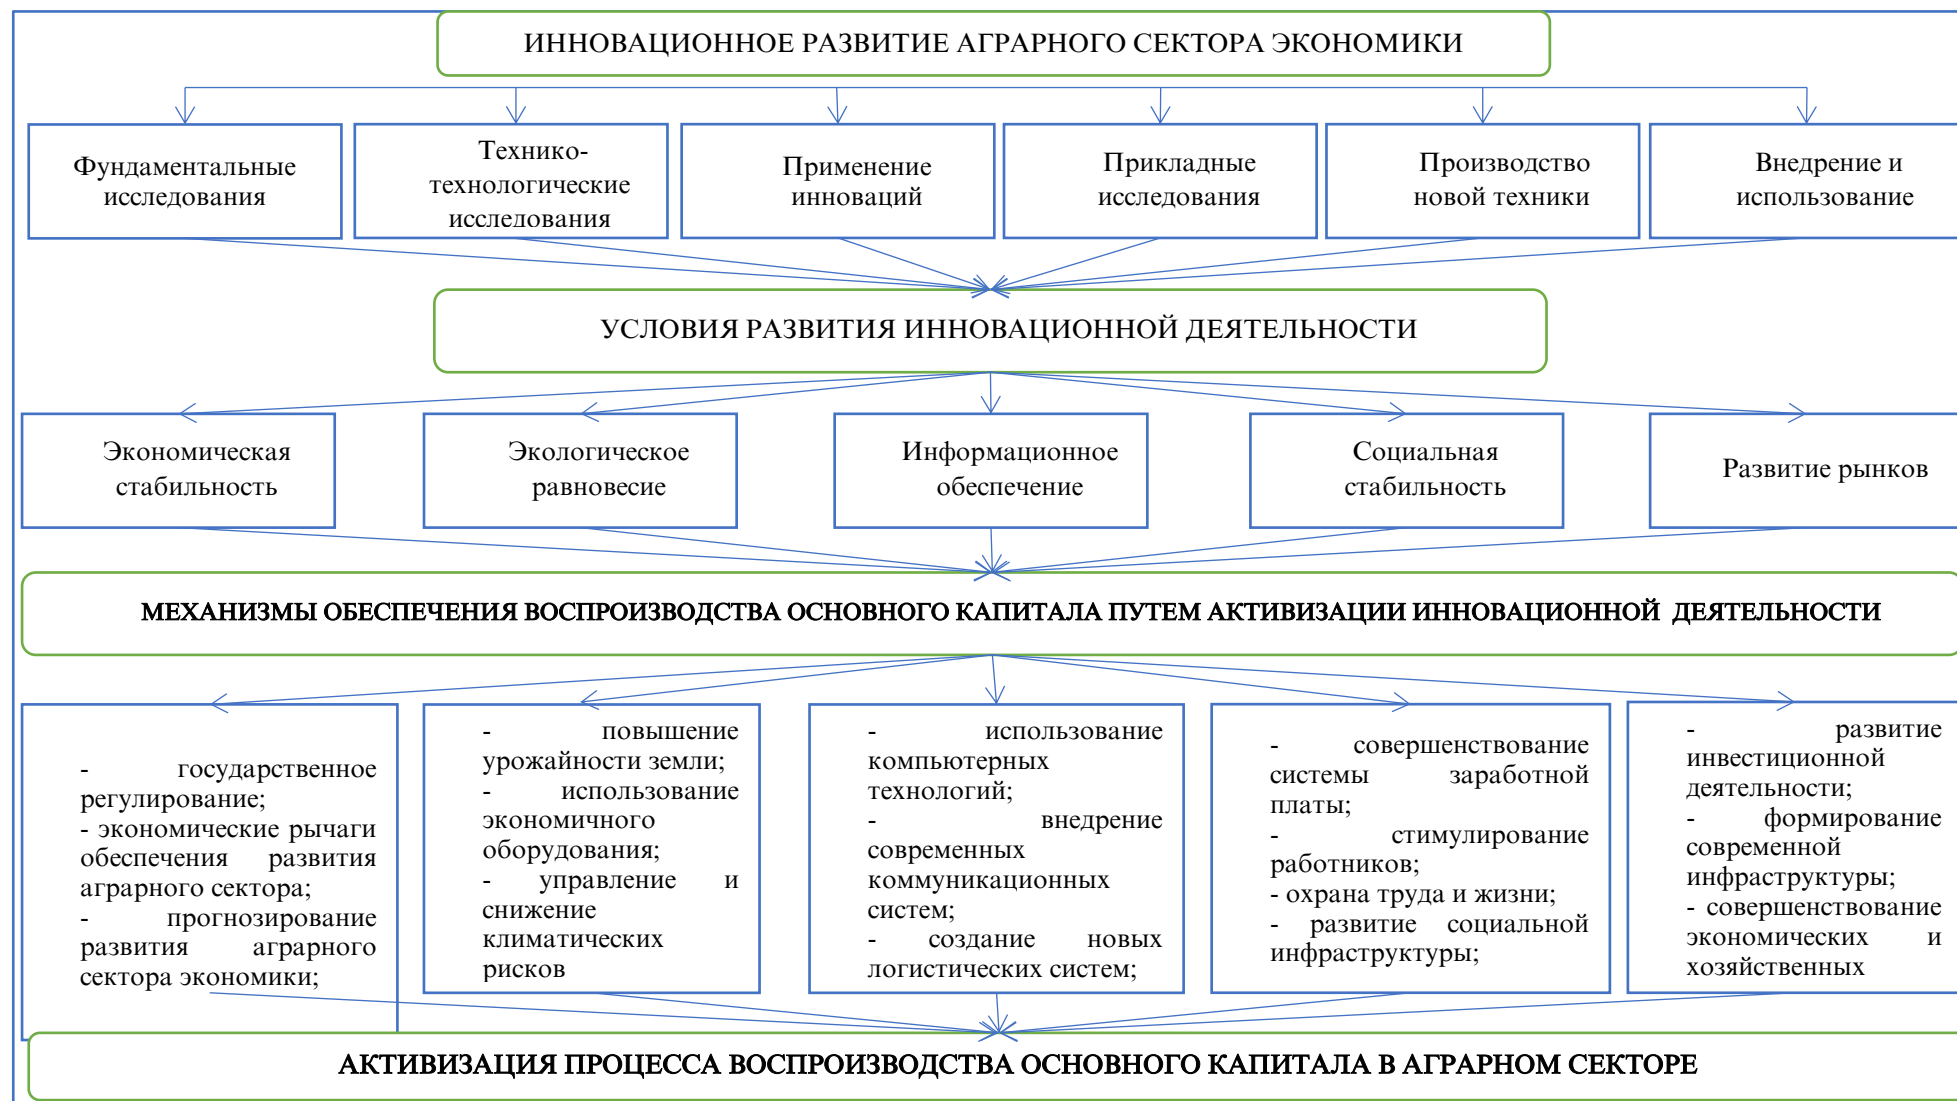 ИННОВАЦИОННОЕ РАЗВИТИЕ АГРАРНОГО СЕКТОРА ЭКОНОМИКИ
Фундаментальные
исследования
Технико-
технологические
исследования
Применение
инноваций
Прикладные
исследования
Производство
новой техники
Внедрение и
использование
УСЛОВИЯ РАЗВИТИЯ ИННОВАЦИОННОЙ ДЕЯТЕЛЬНОСТИ
Экономическая
стабильность
Экологическое
равновесие
Информационное
обеспечение
Социальная
стабильность
Развитие рынков
МЕХАНИЗМЫ ОБЕСПЕЧЕНИЯ ВОСПРОИЗВОДСТВА ОСНОВНОГО КАПИТАЛА ПУТЕМ АКТИВИЗАЦИИ ИННОВАЦИОННОЙ ДЕЯТЕЛЬНОСТИ
- государственное
регулирование;
- экономические рычаги
обеспечения развития
аграрного сектора;
- прогнозирование
развития аграрного
сектора экономики;
- повышение
урожайности земли;
- использование
экономичного
оборудования;
- управление и
снижение
климатических
рисков
- использование
компьютерных
технологий;
- внедрение
современных
коммуникационных
систем;
- создание новых
логистических систем;
- совершенствование
системы заработной
платы;
- стимулирование
работников;
- охрана труда и жизни;
- развитие социальной
инфраструктуры;
- развитие
инвестиционной
деятельности;
- формирование
современной
инфраструктуры;
- совершенствование
экономических и
хозяйственных
АКТИВИЗАЦИЯ ПРОЦЕССА ВОСПРОИЗВОДСТВА ОСНОВНОГО КАПИТАЛА В АГРАРНОМ СЕКТОРЕ